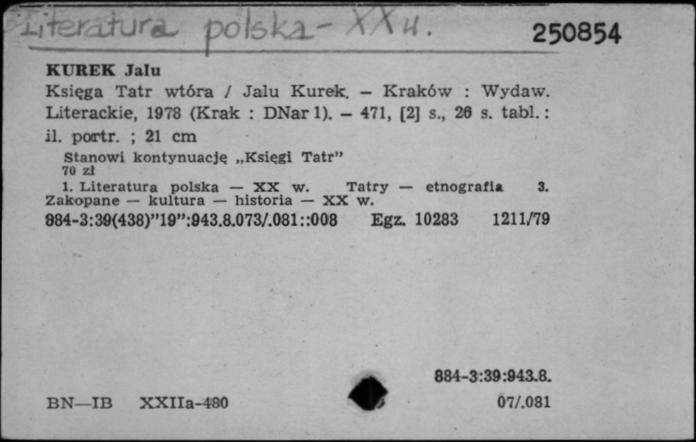 Literatura polska - XX w. 250854
KUREK Jalu
Księga Tatr wtóra / Jalu Kurek. — Kraków : Wydaw.
Literackie, 1978 (Krak : DNar 1). — 471, [2] s., 26 s. tabl. :
il. portr. ; 21 cm
Stanowi kontynuację „Księgi Tatr”
70 zł
1. Literatura polska — XX w. Tatry — etnografia 3.
Zakopane — kultura — historia — XX w.
884-3:39(438)”19”:943.8.073/.081::008 Egz. 10283 1211/79
884-3:39:943.8.
BN—IB XXIIa-480 07/.081